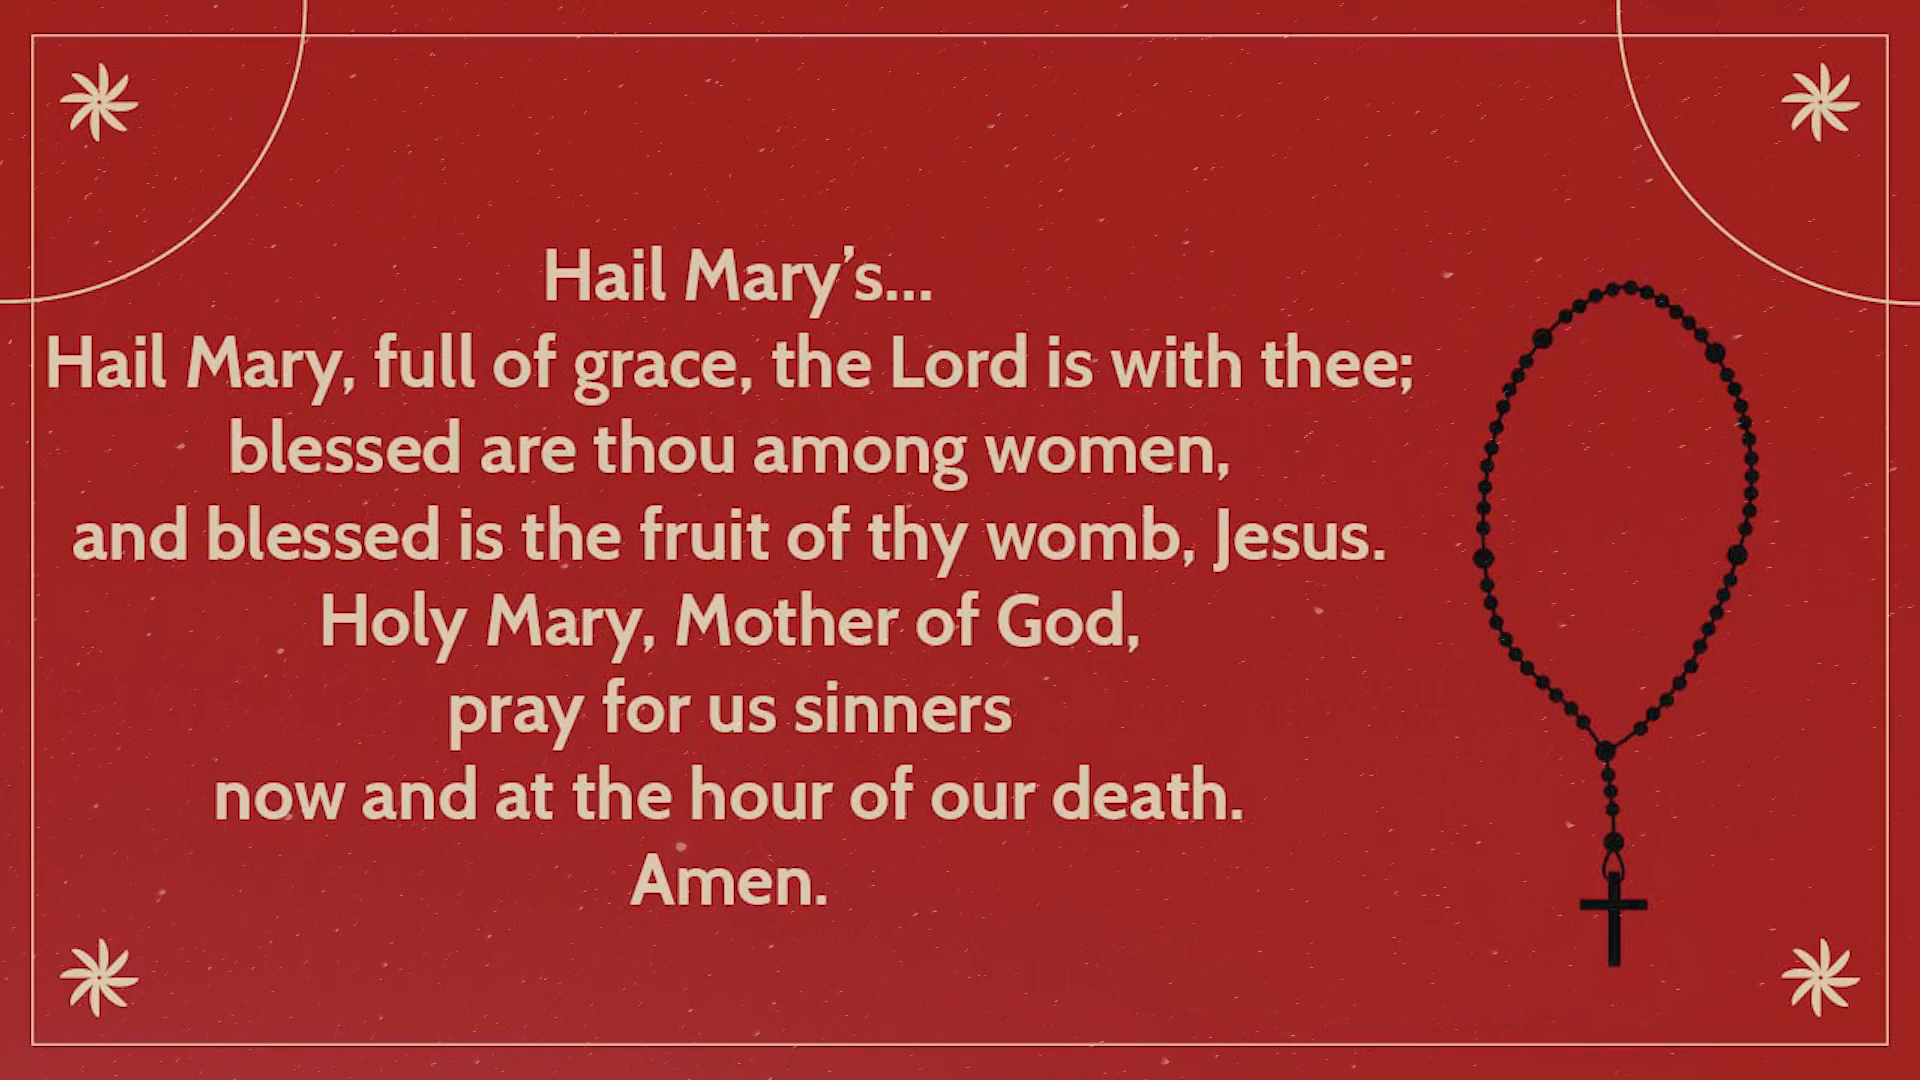 Hail Mary’s...
Hail Mary, full of grace, the Lord is with thee;
blessed are thou among women,
and blessed is the fruit of thy womb, Jesus.
Holy Mary, Mother of God,
pray for us sinners
now and at the hour of our death.
Amen.